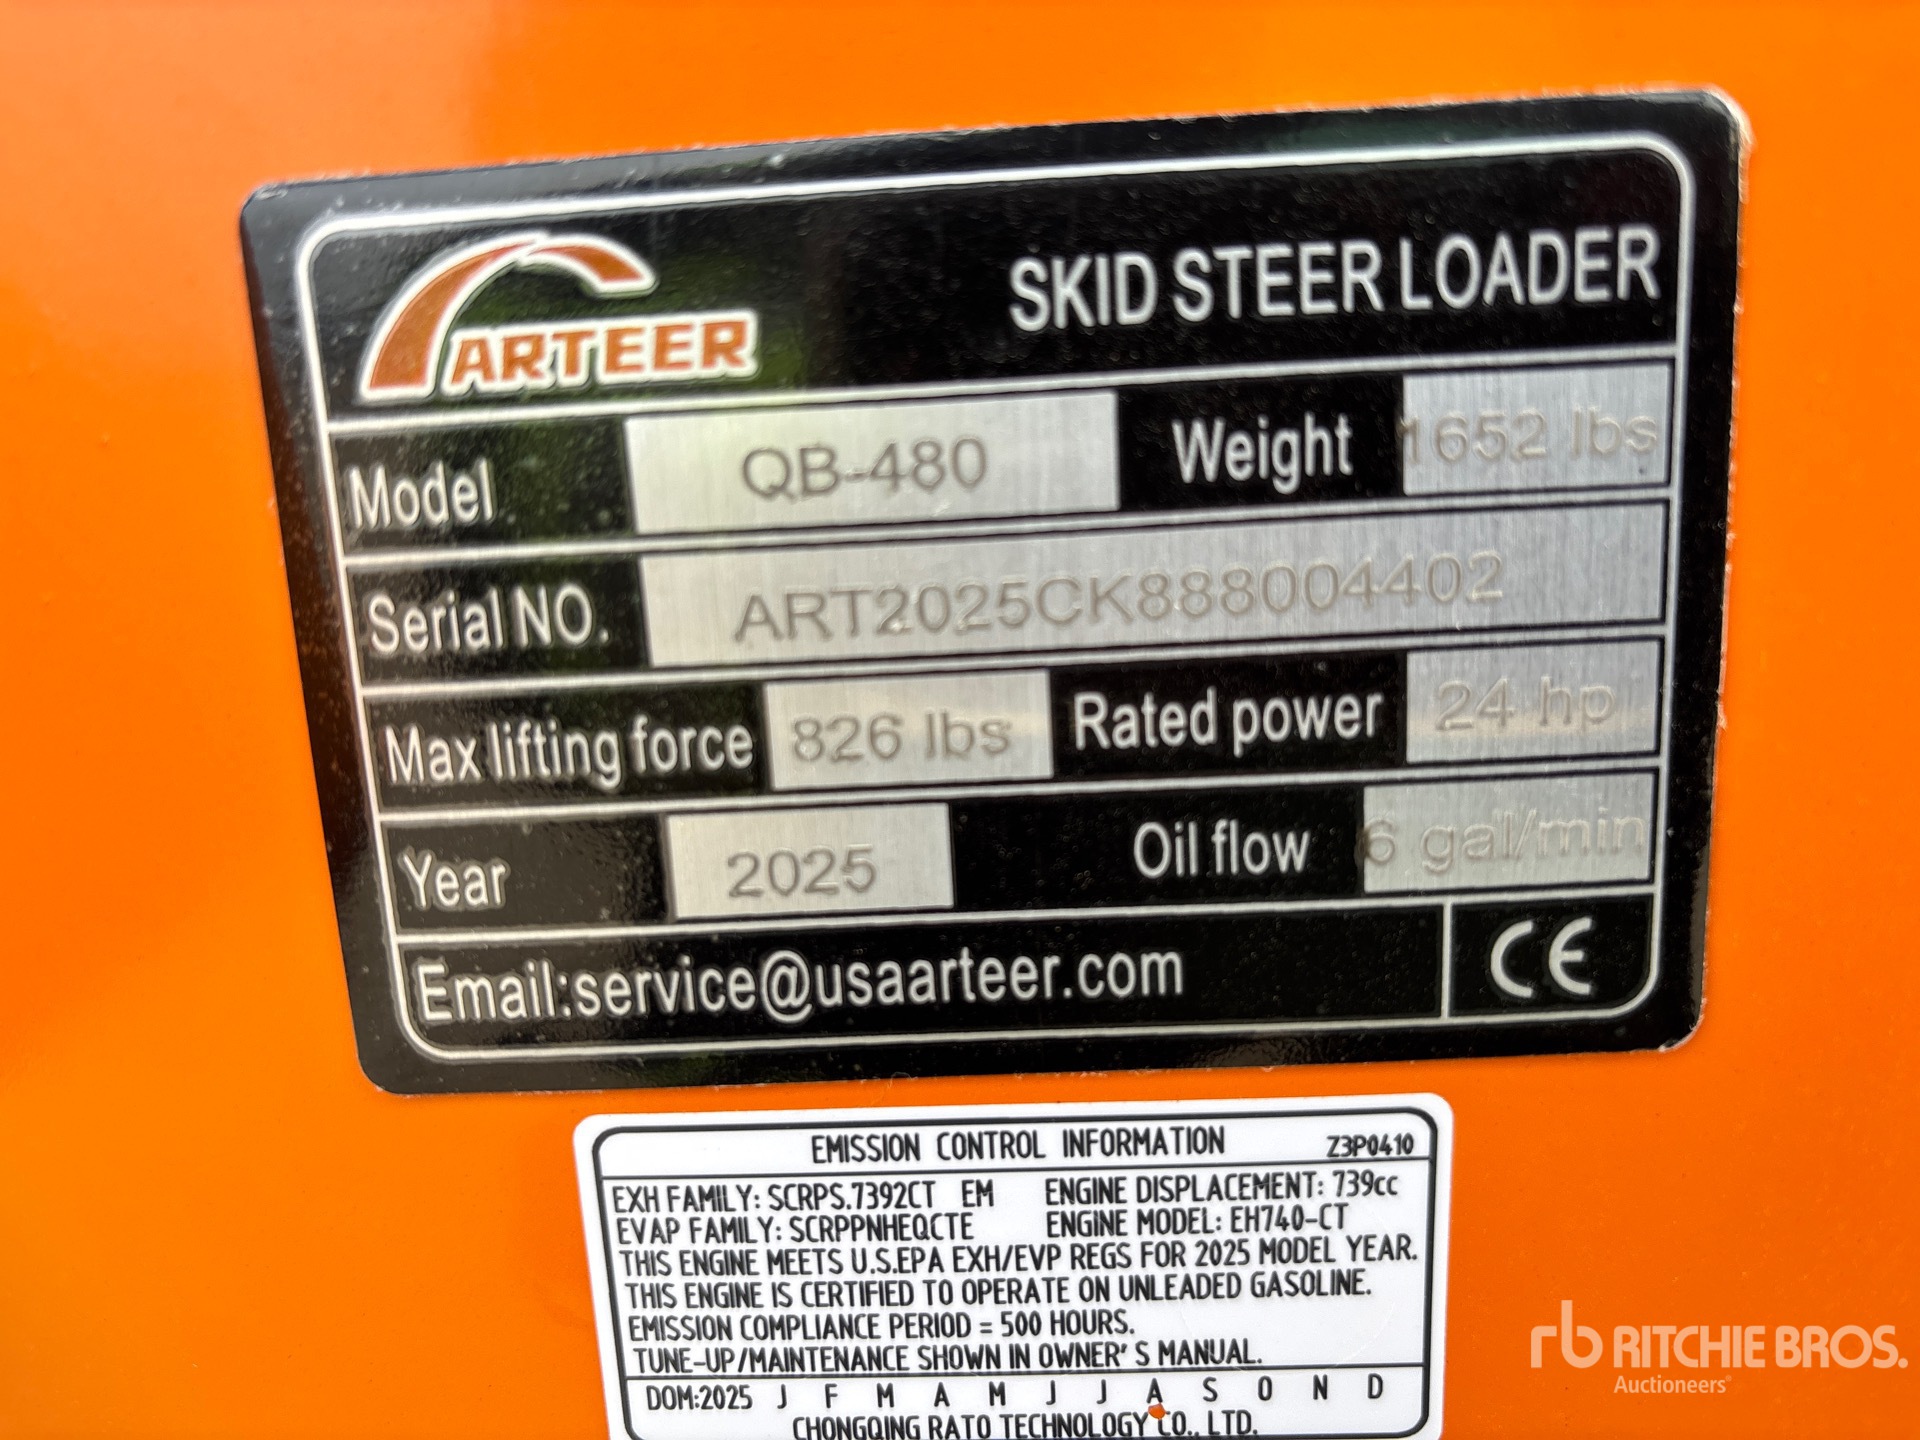 ARTEER
SKID STEER LOADER
Model QB-480 Weight 1652 lbs
Serial NO. ART2025CK888004402
Max lifting force 826 lbs Rated power 24 hp
Year 2025 Oil flow 6 gal/min
Email:service@usaarteer.com CE
EMISSION CONTROL INFORMATION Z3P0410
EXH FAMILY: SCRPS.7392CT EM ENGINE DISPLACEMENT: 739cc
EVAP FAMILY: SCRPPNHEQCTE ENGINE MODEL: EH740-CT
THIS ENGINE MEETS U.S.EPA EXH/EVP REGS FOR 2025 MODEL YEAR.
THIS ENGINE IS CERTIFIED TO OPERATE ON UNLEADED GASOLINE.
EMISSION COMPLIANCE PERIOD = 500 HOURS.
TUNE-UP/MAINTENANCE SHOWN IN OWNER'S MANUAL.
DOM:2025 J F M A M J J A S O N D
CHONGQING RATO TECHNOLOGY CO., LTD.
rb RITCHIE BROS.
Auctioneers